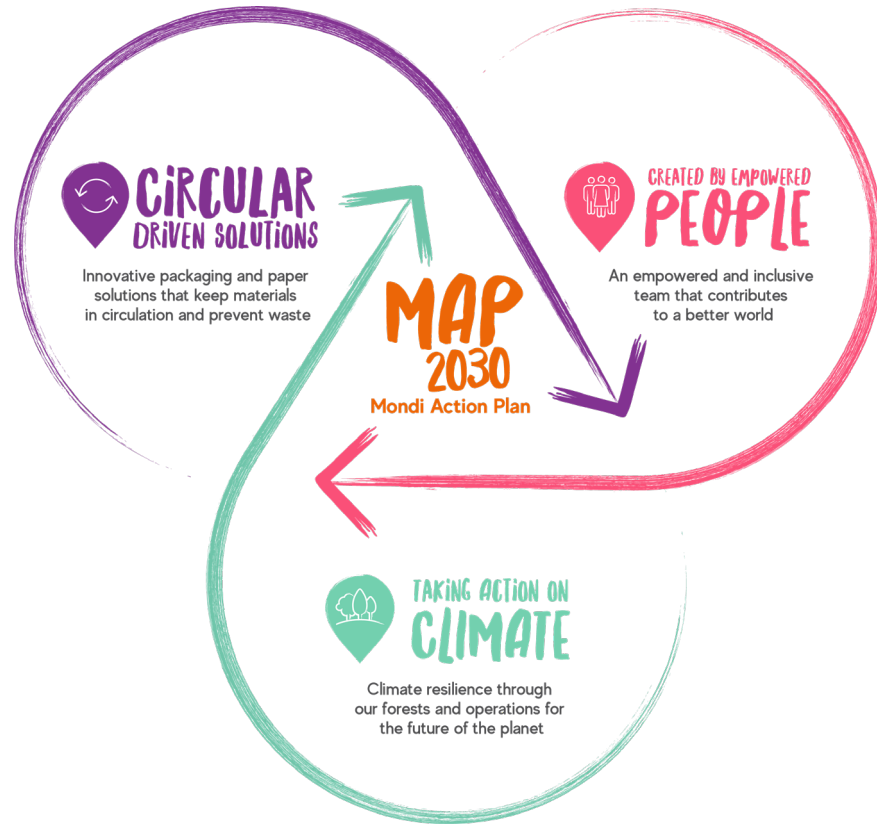 CiRCULAR
DRiVEN SOLUTiONS
Innovative packaging and paper
solutions that keep materials
in circulation and prevent waste
CREATED BY EMPOWERED
PEOPLE
An empowered and inclusive
team that contributes
to a better world
MAP
2030
Mondi Action Plan
TAKiNG ACTiON ON
CLiMATE
Climate resilience through
our forests and operations for
the future of the planet